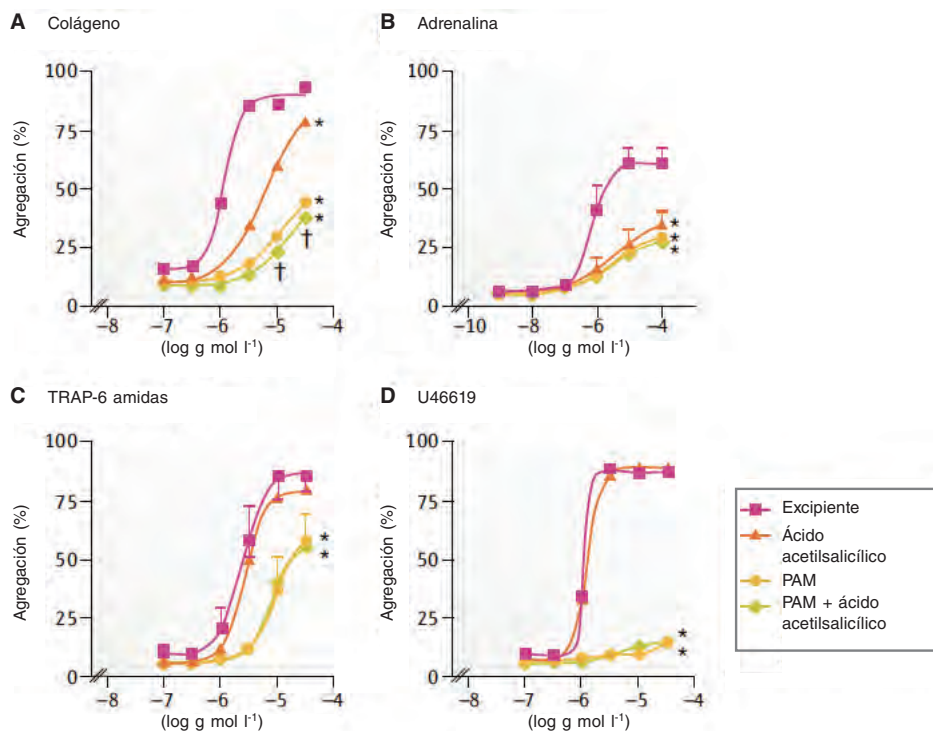 A Colágeno
B Adrenalina
100
75
50
25
0
Agregación (%)
*
*
*
†
†
−8
−7
−6
−5
−4
(log g mol l-1)
100
75
50
25
0
Agregación (%)
*
*
*
−10
−8
−6
−4
(log g mol l-1)
C TRAP-6 amidas
D U46619
100
75
50
25
0
Agregación (%)
*
*
−8
−7
−6
−5
−4
(log g mol l-1)
100
75
50
25
0
Agregación (%)
*
*
−8
−7
−6
−5
−4
(log g mol l-1)
Excipiente
Ácido
acetilsalicílico
PAM
PAM + ácido
acetilsalicílico